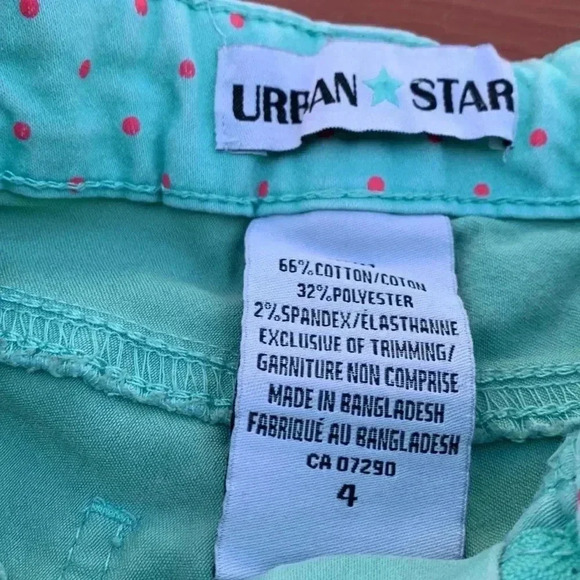 URBAN STAR
66%COTTON/COTON
32%POLYESTER
2%SPANDEX/ÉLASTHANNE
EXCLUSIVE OF TRIMMING/
GARNITURE NON COMPRISE
MADE IN BANGLADESH
FABRIQUÉ AU BANGLADESH
CA 07290
4